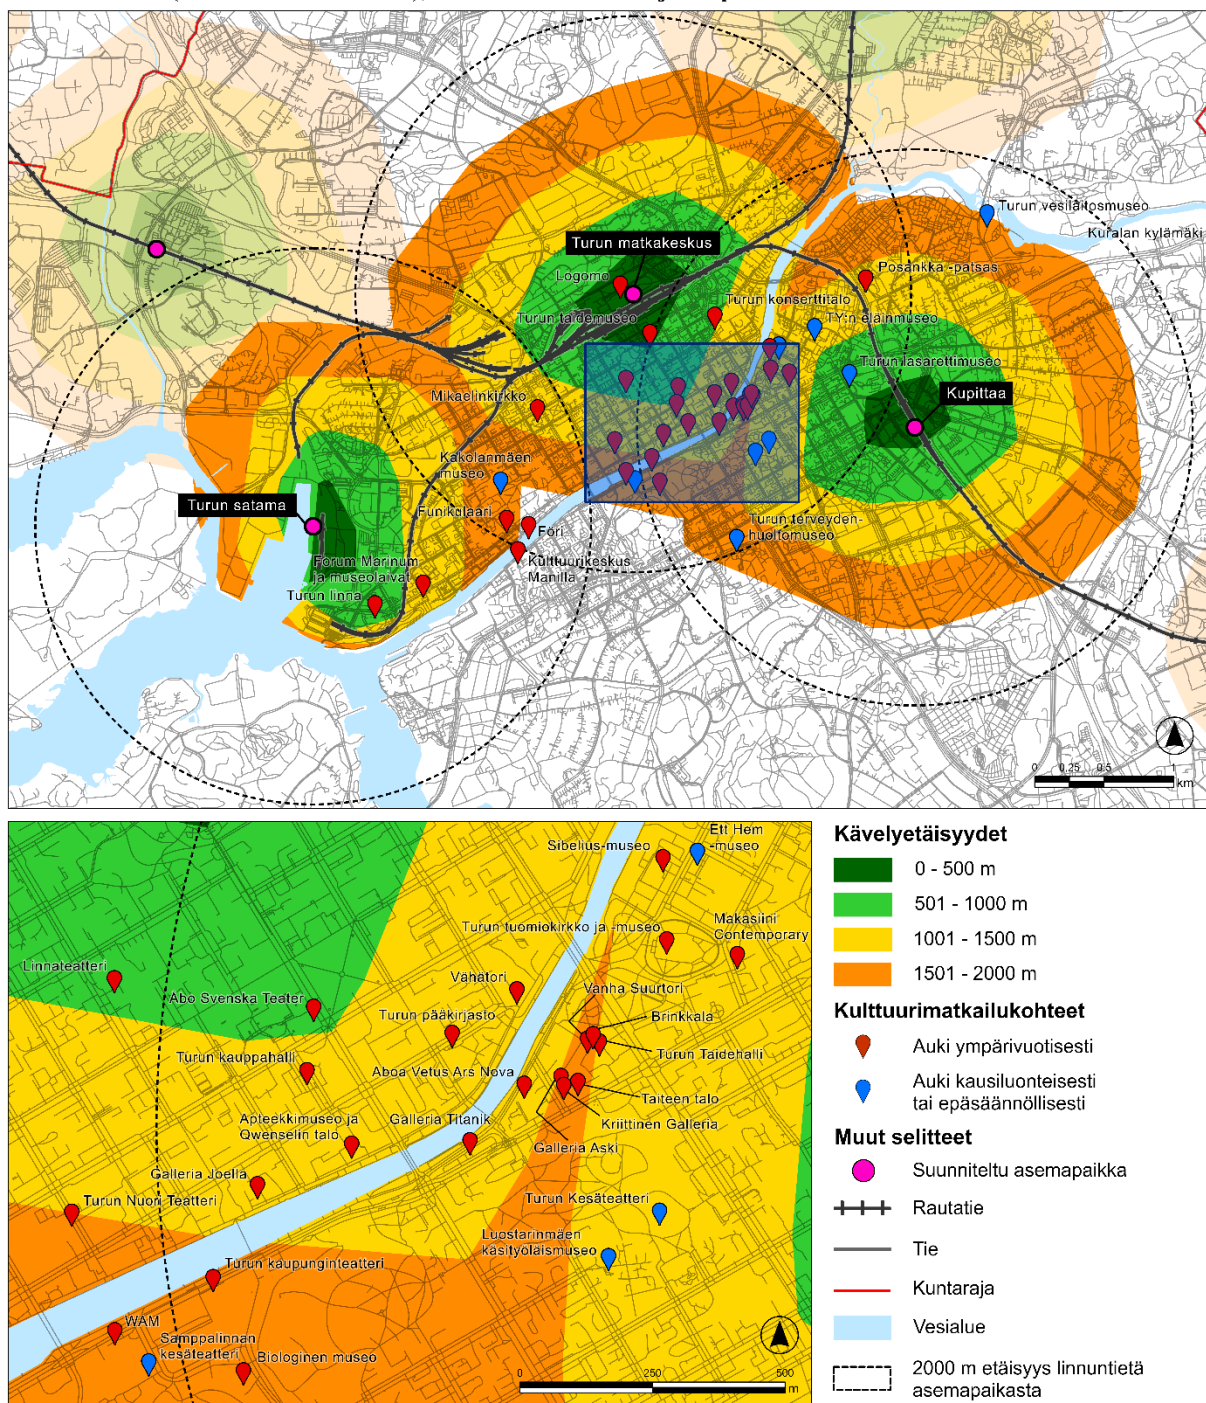 Turun matkakeskus
Logomo
Turun taidemuseo
Turun konserttitalo
Turun vesilaitosmuseo
Kuralan kylämäki
Posankka -patsas
TY:n eläinmuseo
Turun lasarettimuseo
Kupittaa
Mikaelinkirkko
Kakolanmäen
museo
Funikulaari
Föri
Kulttuurikeskus
Manilla
Turun terveyden-
huoltomuseo
Turun satama
Forum Marinum
ja museolaivat
Turun linna
0 0.25 0.5 1
km
Ett Hem
-museo
Sibelius-museo
Turun tuomiokirkko ja -museo
Makasiini
Contemporary
Linnateatteri
Åbo Svenska Teater
Vähätori
Vanha Suurtori
Turun pääkirjasto
Brinkkala
Turun kauppahalli
Turun Taidehalli
Aboa Vetus Ars Nova
Taiteen talo
Apteekkimuseo ja
Qwenselin talo
Galleria Titanik
Kriittinen Galleria
Galleria Aski
Galleria Joella
Turun Nuori Teatteri
Turun Kesäteatteri
Luostarinmäen
käsityöläismuseo
Turun kaupunginteatteri
WAM
Samppalinnan
kesäteatteri
Biologinen museo
0 250 500
m
Kävelyetäisyydet
0 - 500 m
501 - 1000 m
1001 - 1500 m
1501 - 2000 m
Kulttuurimatkailukohteet
Auki ympärivuotisesti
Auki kausiluonteisesti
tai epäsäännöllisesti
Muut selitteet
Suunniteltu asemapaikka
Rautatie
Tie
Kuntaraja
Vesialue
2000 m etäisyys linnuntietä
asemapaikasta